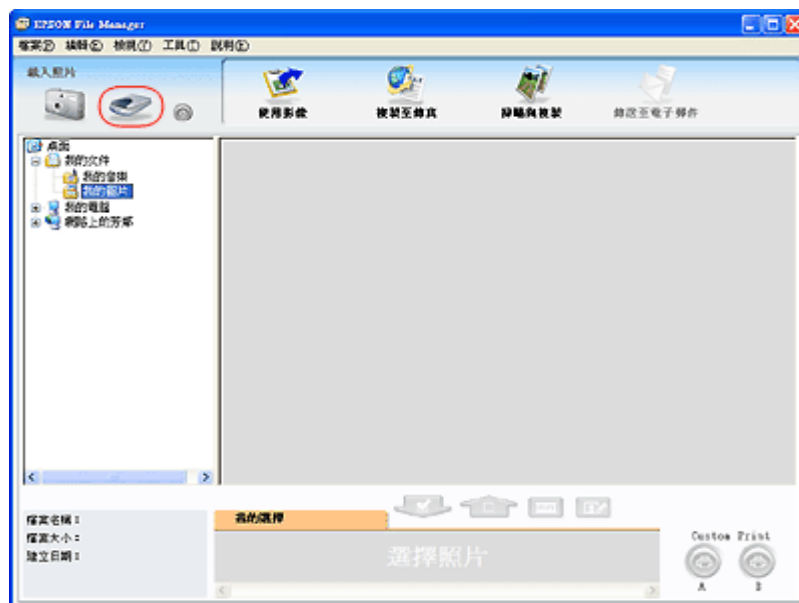 EPSON File Manager
檔案(F) 編輯(E) 檢視(V) 工具(T) 說明(H)
載入照片
使用影像 複製至傳真 掃瞄與複製 傳送至電子郵件
桌面
我的文件
我的音樂
我的圖片
我的電腦
網路上的芳鄰
檔案名稱：
檔案大小：
建立日期：
我的選擇
選擇照片
Custom Print
A B